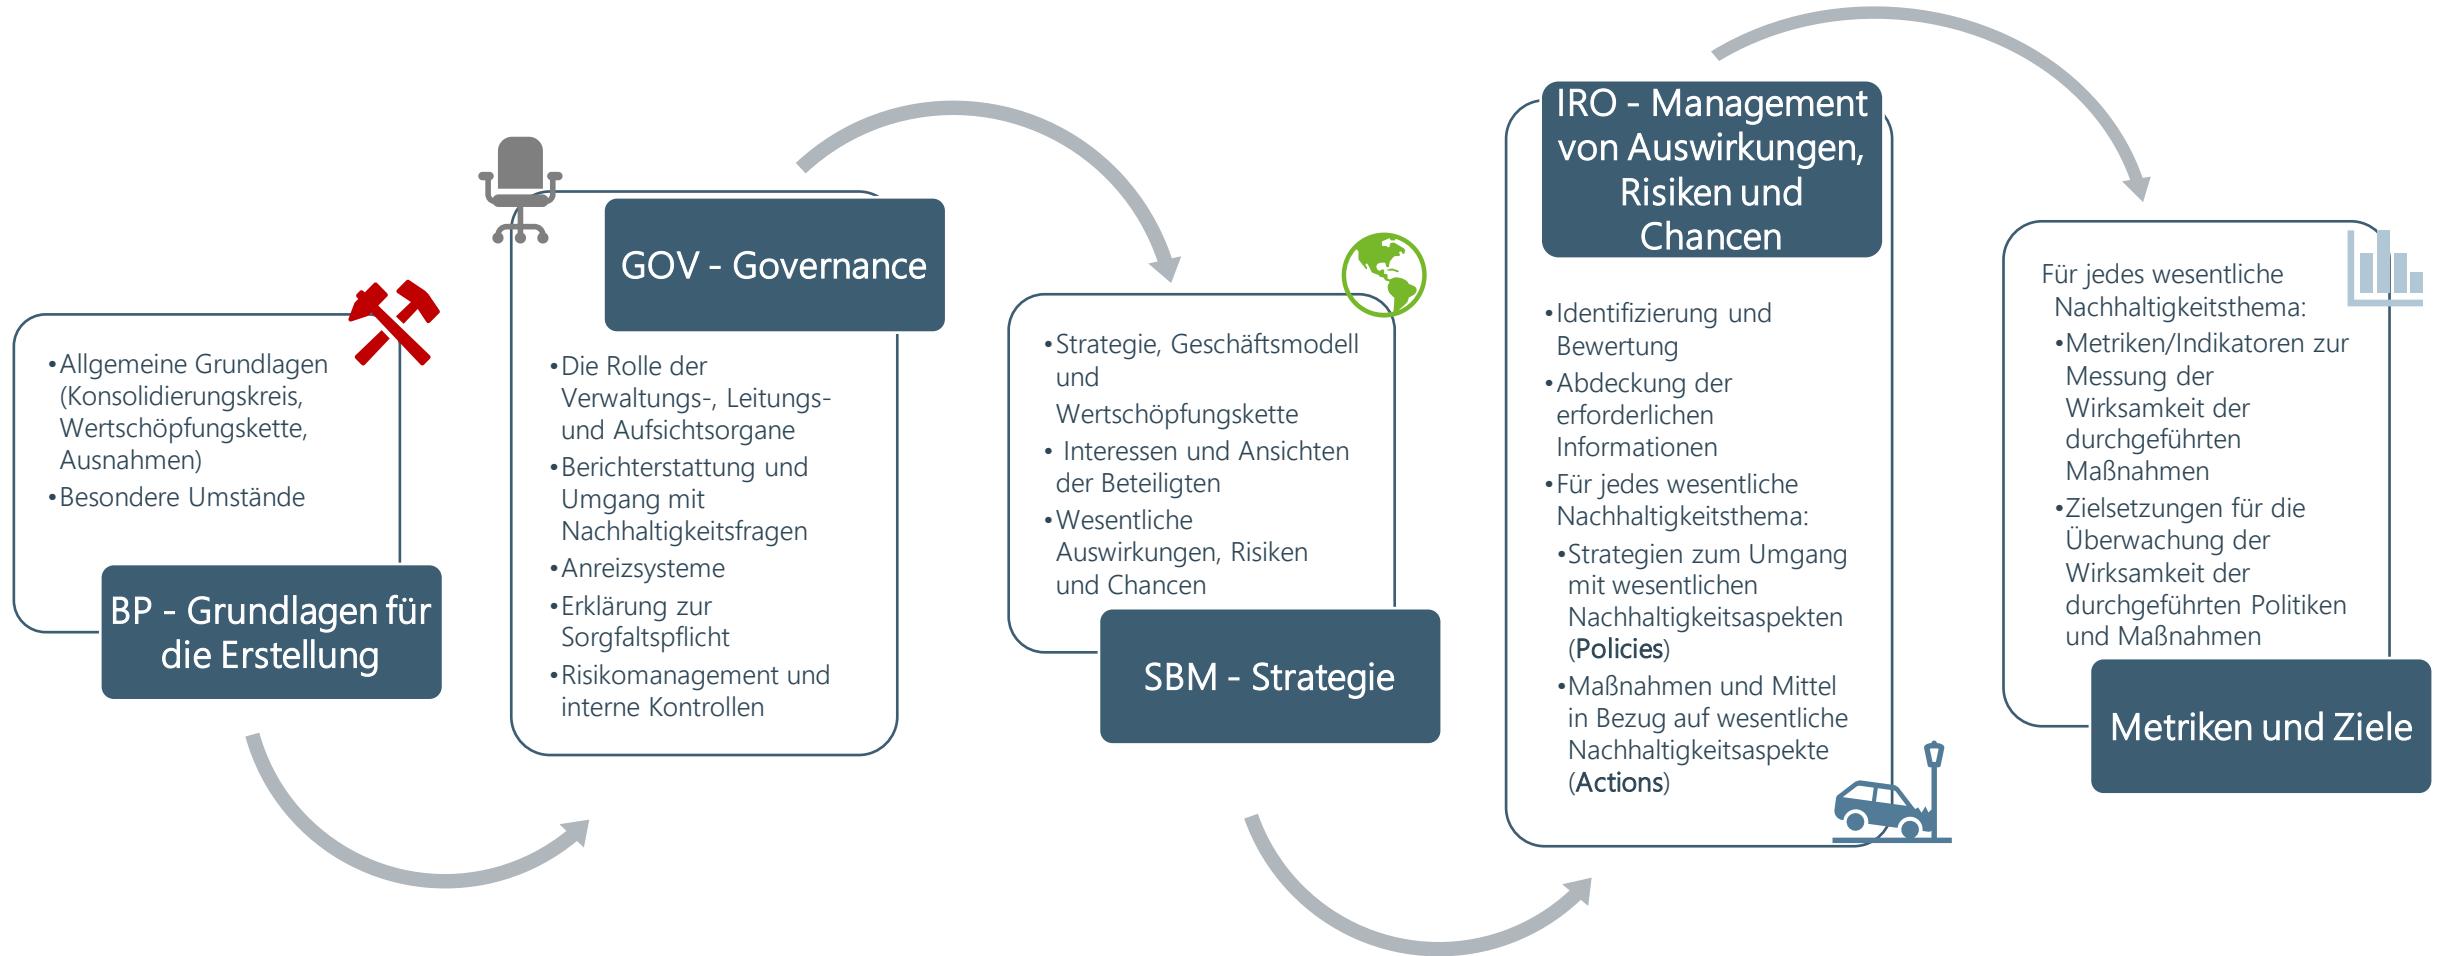 •Allgemeine Grundlagen
(Konsolidierungskreis,
Wertschöpfungskette,
Ausnahmen)
•Besondere Umstände
BP - Grundlagen für
die Erstellung
GOV - Governance
•Die Rolle der
Verwaltungs-, Leitungs-
und Aufsichtsorgane
•Berichterstattung und
Umgang mit
Nachhaltigkeitsfragen
•Anreizsysteme
•Erklärung zur
Sorgfaltspflicht
•Risikomanagement und
interne Kontrollen
•Strategie, Geschäftsmodell
und
Wertschöpfungskette
• Interessen und Ansichten
der Beteiligten
•Wesentliche
Auswirkungen, Risiken
und Chancen
SBM - Strategie
IRO - Management
von Auswirkungen,
Risiken und
Chancen
•Identifizierung und
Bewertung
•Abdeckung der
erforderlichen
Informationen
•Für jedes wesentliche
Nachhaltigkeitsthema:
•Strategien zum Umgang
mit wesentlichen
Nachhaltigkeitsaspekten
(Policies)
•Maßnahmen und Mittel
in Bezug auf wesentliche
Nachhaltigkeitsaspekte
(Actions)
Für jedes wesentliche
Nachhaltigkeitsthema:
•Metriken/Indikatoren zur
Messung der
Wirksamkeit der
durchgeführten
Maßnahmen
•Zielsetzungen für die
Überwachung der
Wirksamkeit der
durchgeführten Politiken
und Maßnahmen
Metriken und Ziele